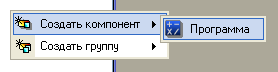 Создать компонент
Программа
Создать группу